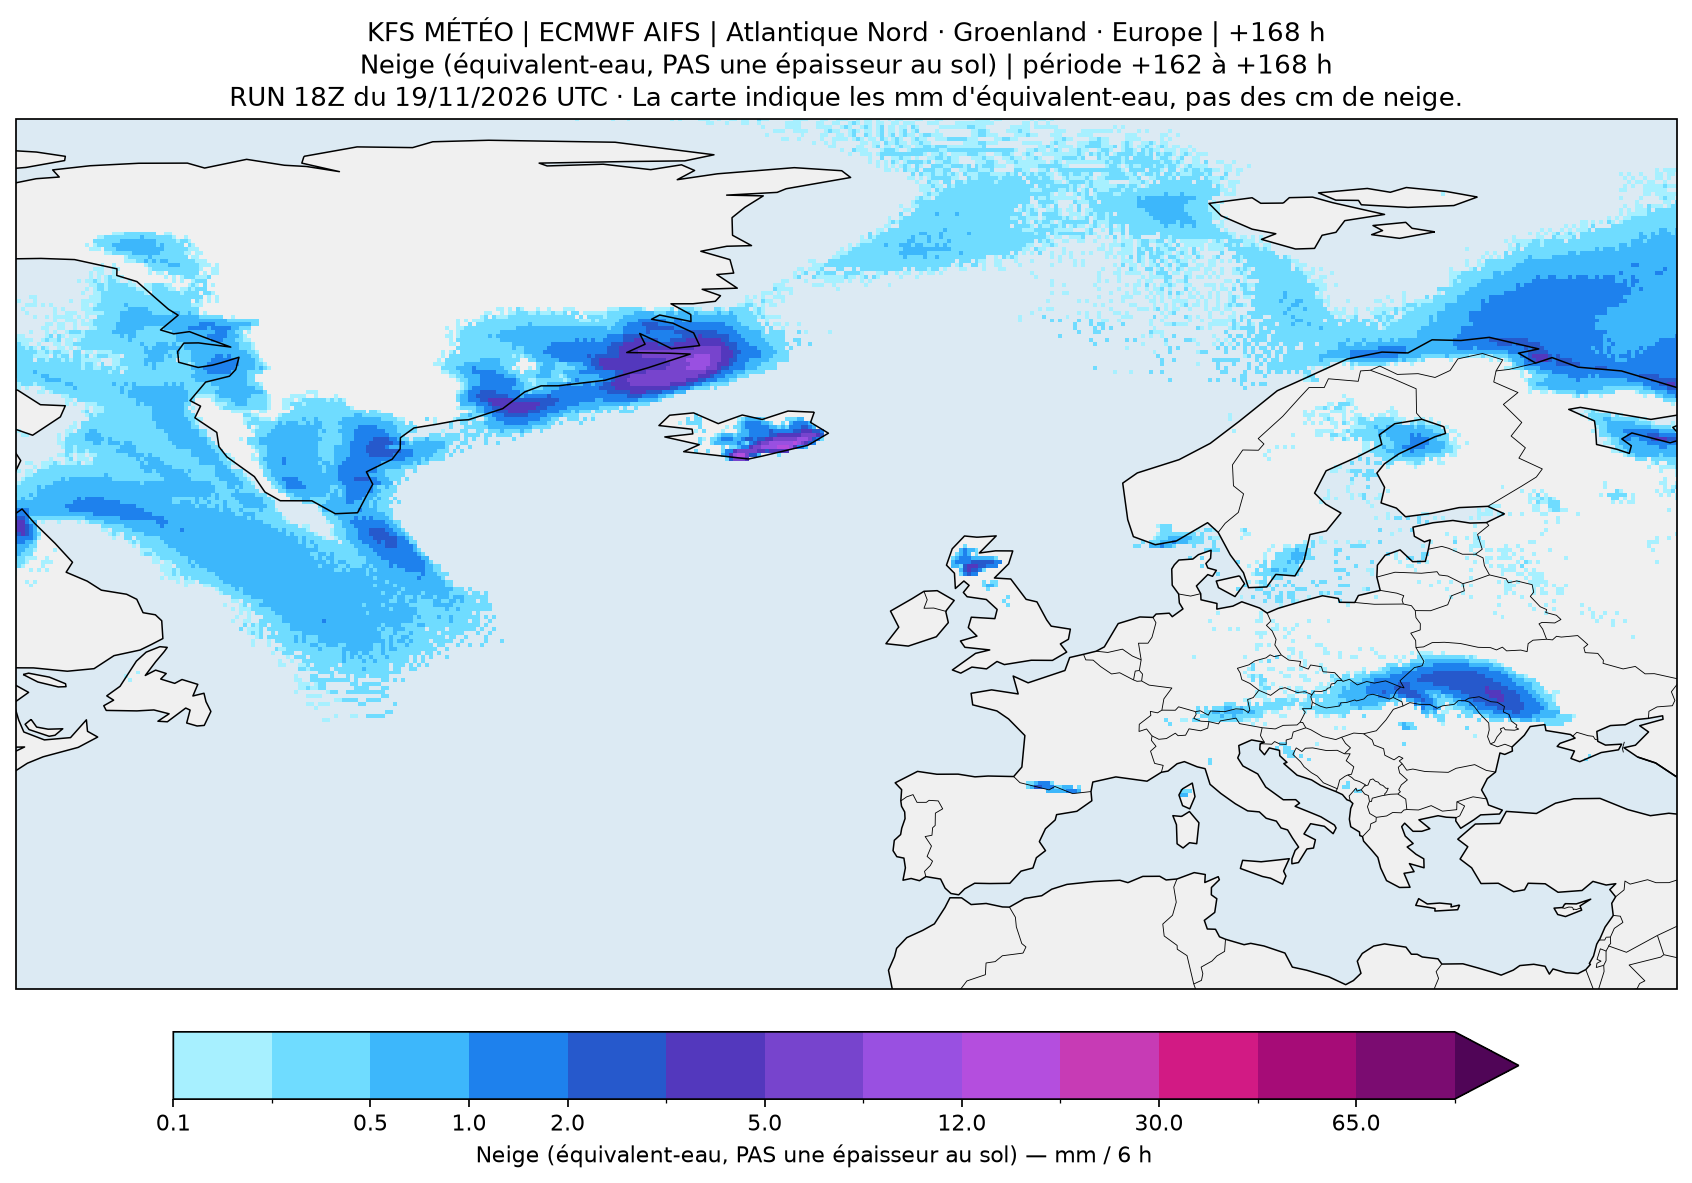 KFS MÉTÉO | ECMWF AIFS | Atlantique Nord · Groenland · Europe | +168 h
Neige (équivalent-eau, PAS une épaisseur au sol) | période +162 à +168 h
RUN 18Z du 19/11/2026 UTC · La carte indique les mm d'équivalent-eau, pas des cm de neige.
0.1 0.5 1.0 2.0 5.0 12.0 30.0 65.0
Neige (équivalent-eau, PAS une épaisseur au sol) — mm / 6 h